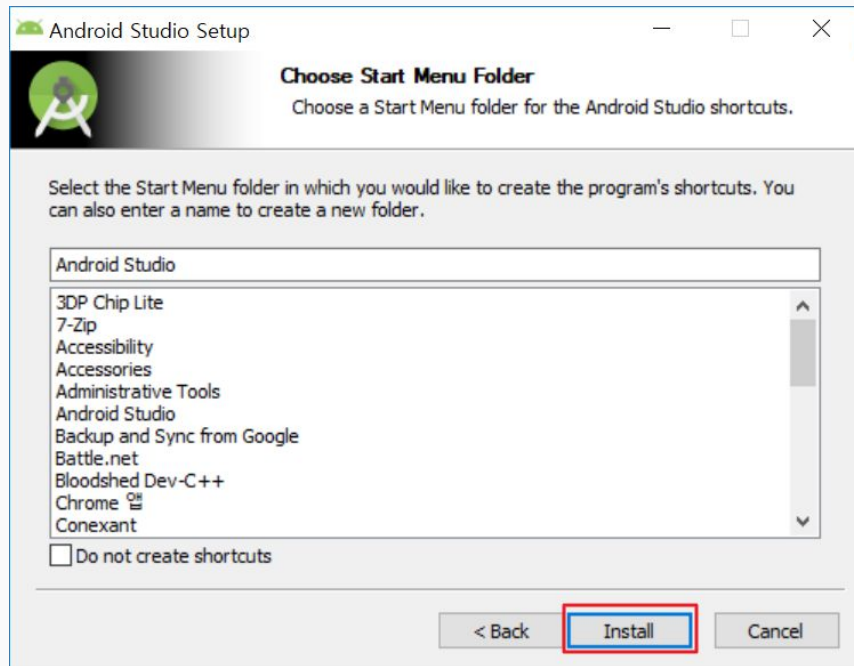 Android Studio Setup
Choose Start Menu Folder
Choose a Start Menu folder for the Android Studio shortcuts.
Select the Start Menu folder in which you would like to create the program's shortcuts. You
can also enter a name to create a new folder.
Android Studio
3DP Chip Lite
7-Zip
Accessibility
Accessories
Administrative Tools
Android Studio
Backup and Sync from Google
Battle.net
Bloodshed Dev-C++
Chrome 앱
Conexant
Do not create shortcuts
< Back
Install
Cancel